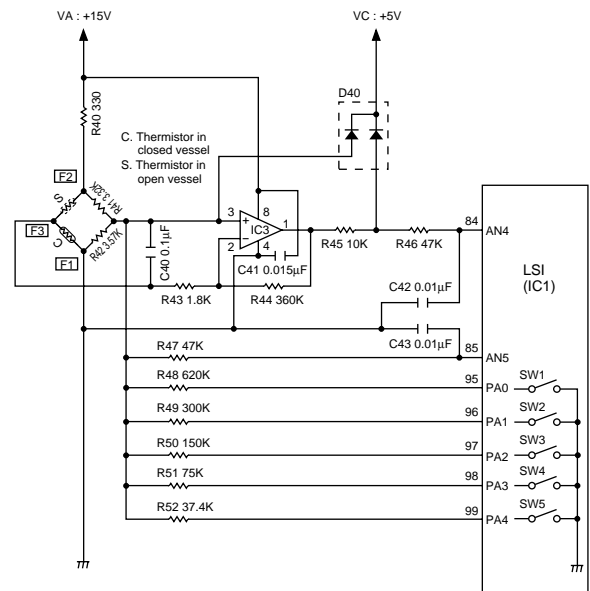 VA : +15V
VC : +5V
D40
R40 330
C. Thermistor in
closed vessel
S. Thermistor in
open vessel
F2
S
R41 3.32K
F3
C
R42 3.57K
F1
C40 0.1µF
3
+
8
1
IC3
2
−
4
C41 0.015µF
R45 10K
R46 47K
84
AN4
LSI
(IC1)
R43 1.8K
R44 360K
C42 0.01µF
C43 0.01µF
R47 47K
85
AN5
R48 620K
95
PA0
SW1
R49 300K
96
PA1
SW2
R50 150K
97
PA2
SW3
R51 75K
98
PA3
SW4
R52 37.4K
99
PA4
SW5